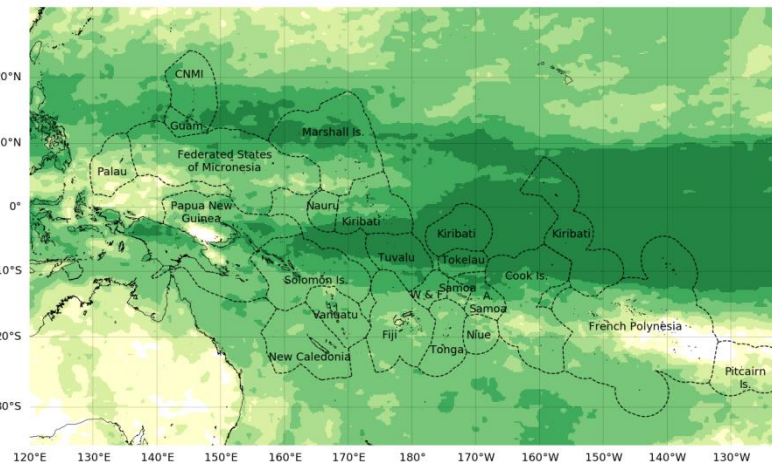 20°N
CNMI
Guam
10°N
Marshall Is.
Federated States
of Micronesia
Palau
0°
Papua New
Guinea
Nauru
Kiribati
Kiribati
Kiribati
Tuvalu
Tokelau
10°S
Solomon Is.
Cook Is.
Samoa
W & F.
A.
Samoa
Vanuatu
20°S
Fiji
Niue
French Polynesia
New Caledonia
Tonga
Pitcairn
Is.
30°S
120°E 130°E 140°E 150°E 160°E 170°E 180° 170°W 160°W 150°W 140°W 130°W